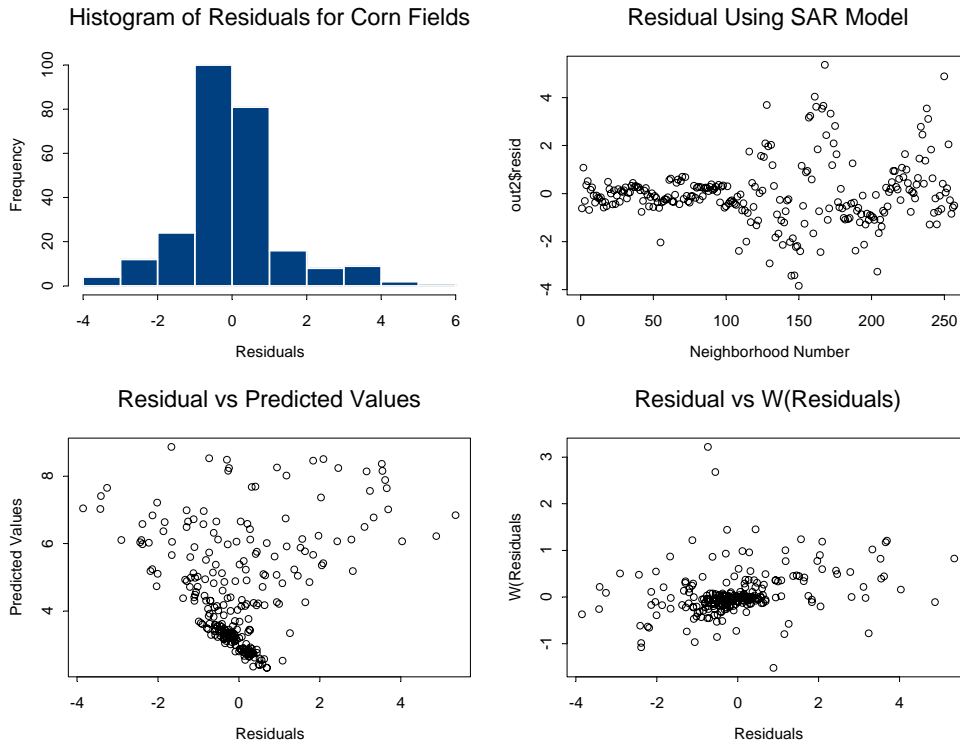 Histogram of Residuals for Corn Fields
Frequency
0 20 40 60 80 100
-4 -2 0 2 4 6
Residuals
Residual Using SAR Model
out2$resid
-4 -2 0 2 4
0 50 100 150 200 250
Neighborhood Number
Residual vs Predicted Values
Predicted Values
4 6 8
-4 -2 0 2 4
Residuals
Residual vs W(Residuals)
W(Residuals
-1 0 1 2 3
-4 -2 0 2 4
Residuals